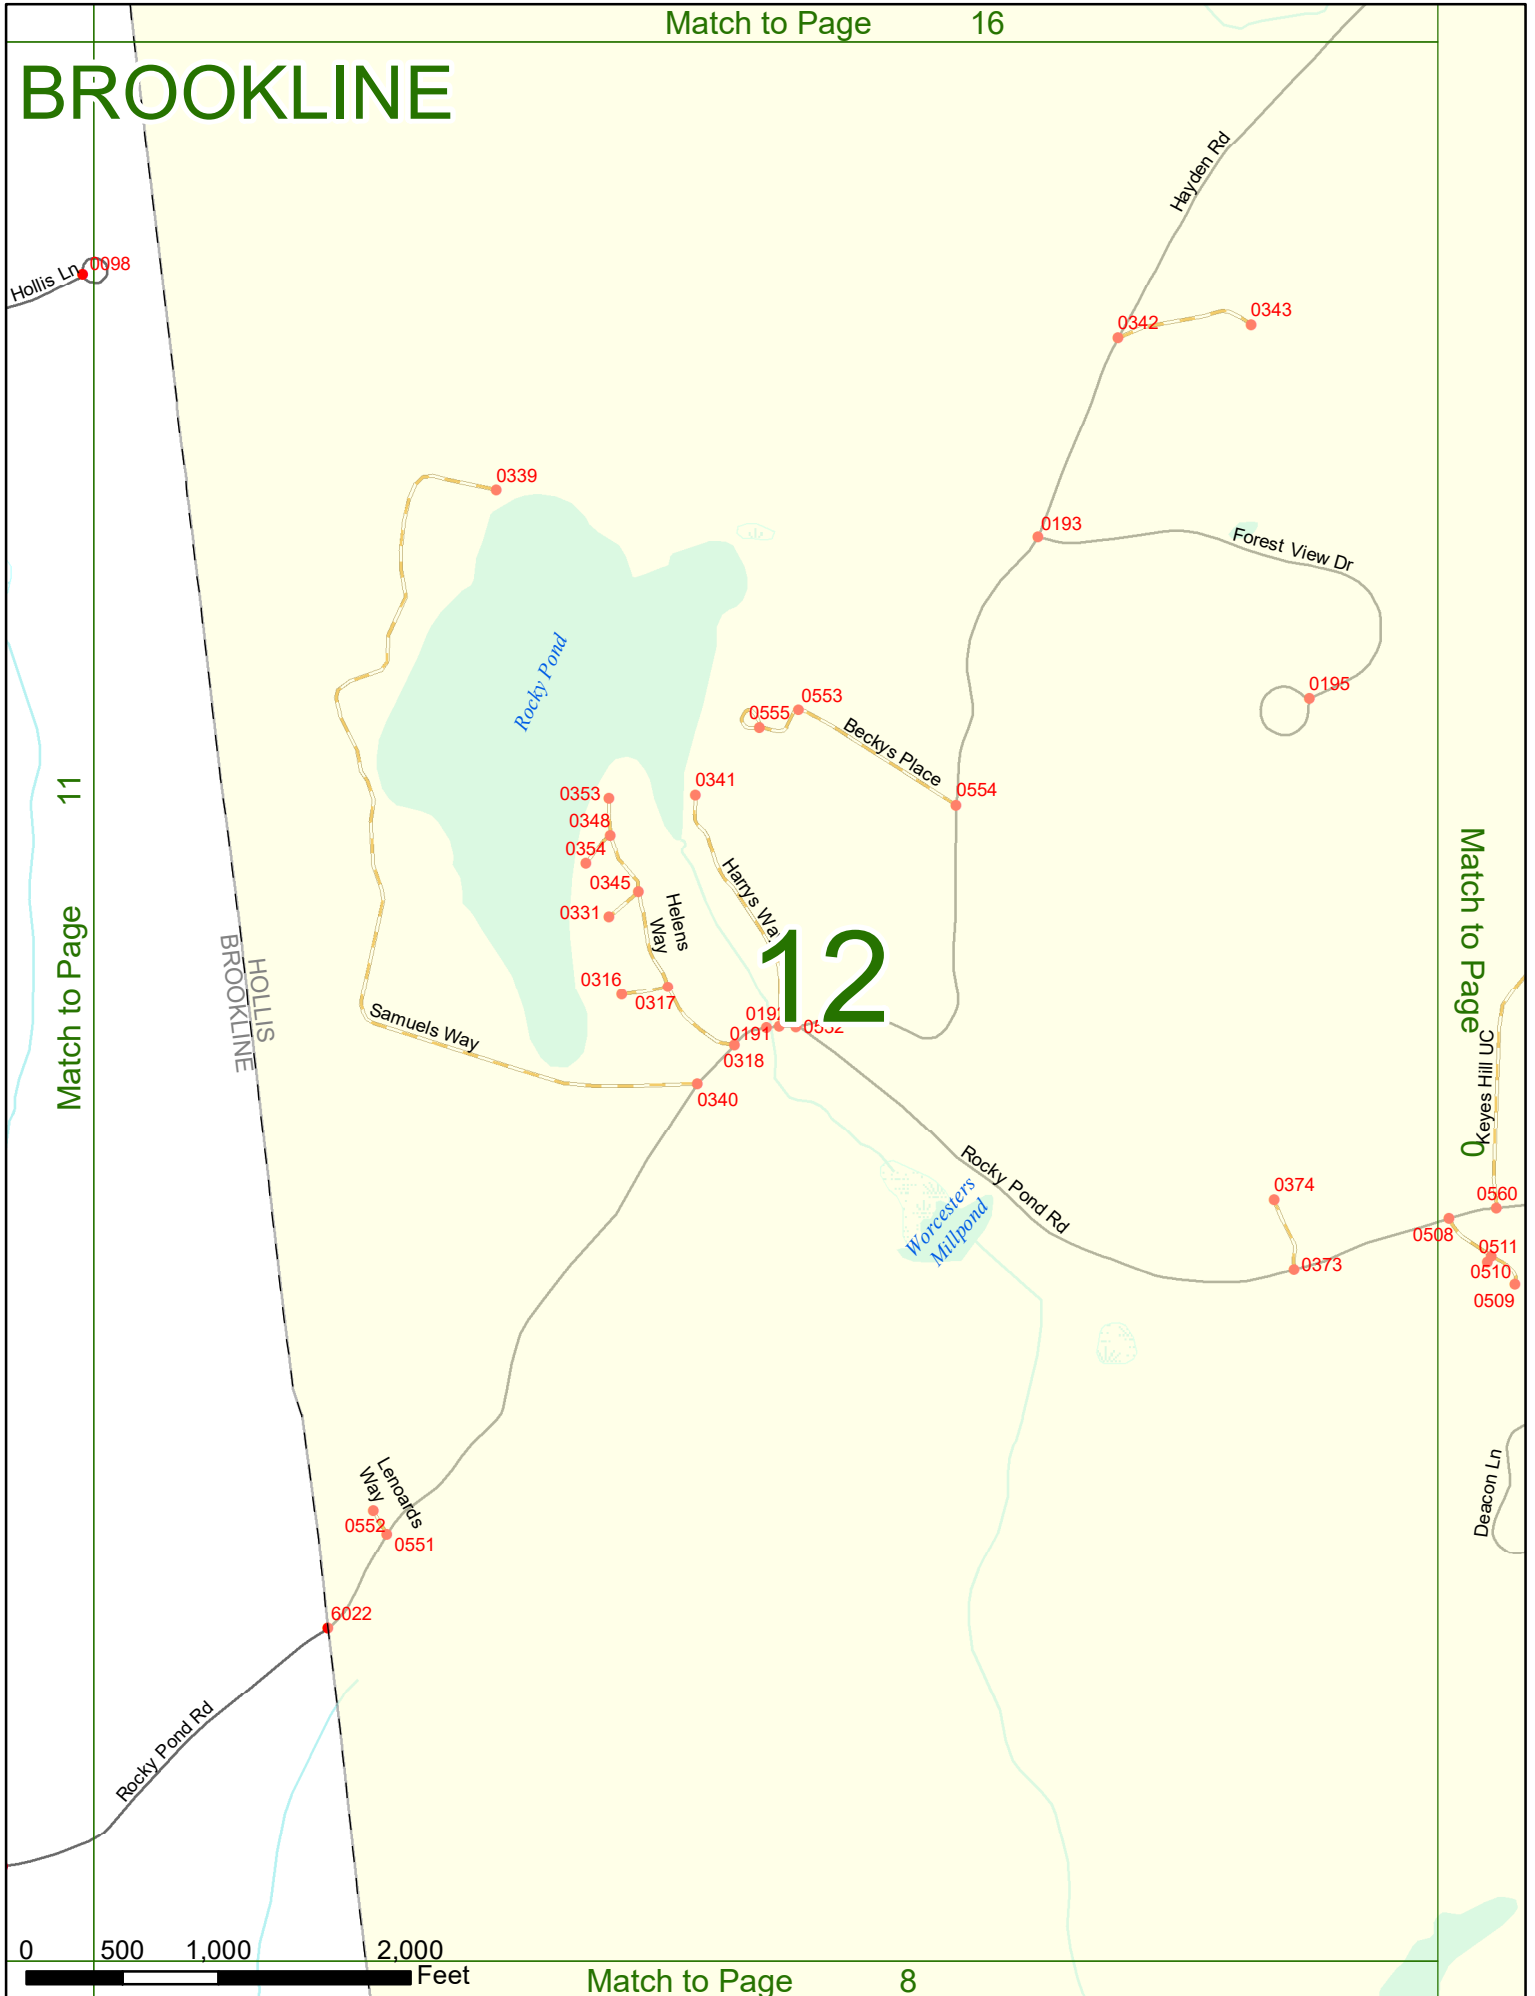 Match to Page 16
BROOKLINE
Hayden Rd
0098
Hollis Ln
0343
0342
0339
0193
Forest View Dr
Rocky Pond
0195
0553
0555
Beckys Place
0554
0341
0353
0348
0354
0345
0331
Harrys Way
Helens
Way
Match to Page 11
Match to Page 0
HOLLIS
BROOKLINE
12
0316
0317
Samuels Way
0192
0191
0318
0340
Keyes Hill UC
Rocky Pond Rd
Worcesters
Millpond
0374
0373
0560
0508
0511
0510
0509
Deacon Ln
Lenoards
Way
0552
0551
6022
Rocky Pond Rd
0 500 1,000 2,000
Feet
Match to Page 8